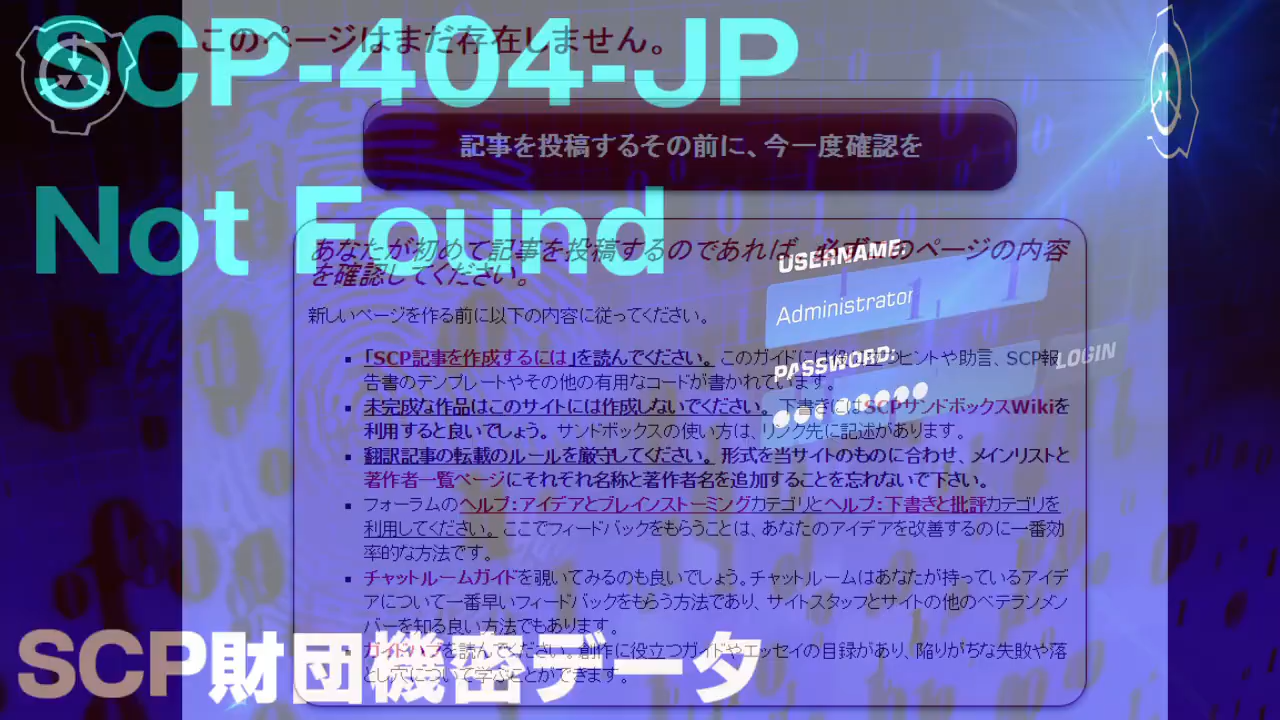 SCP-404-JP
このページはまだ存在しません。
記事を投稿するその前に、今一度確認を
Not Found
あなたが初めて記事を投稿するのであれば、必ずこのページの内容
を確認してください。
USERNAME:
Administrator
新しいページを作る前に以下の内容に従ってください。
PASSWORD:
LOGIN
「SCP記事を作成するには」を読んでください。このガイドには役に立つヒントや助言、SCP報
告書のテンプレートやその他の有用なコードが書かれています。
未完成な作品はこのサイトには作成しないでください。下書きにはSCPサンドボックスWikiを
利用すると良いでしょう。サンドボックスの使い方は、リンク先に記述があります。
翻訳記事の転載のルールを厳守してください。形式を当サイトのものに合わせ、メインリストと
著作者一覧ページにそれぞれ名称と著作者名を追加することを忘れないで下さい。
フォーラムのヘルプ：アイデアとブレインストーミングカテゴリとヘルプ：下書きと批評カテゴリを
利用してください。ここでフィードバックをもらうことは、あなたのアイデアを改善するのに一番効
率的な方法です。
チャットルームガイドを覗いてみるのも良いでしょう。チャットルームはあなたが持っているアイデ
アについて一番早いフィードバックをもらう方法であり、サイトスタッフとサイトの他のベテランメン
バーを知る良い方法でもあります。
ガイドハブを読んでください。創作に役立つガイドやエッセイの目録があり、陥りがちな失敗や落
とし穴について学ぶことができます。
SCP財団機密データ